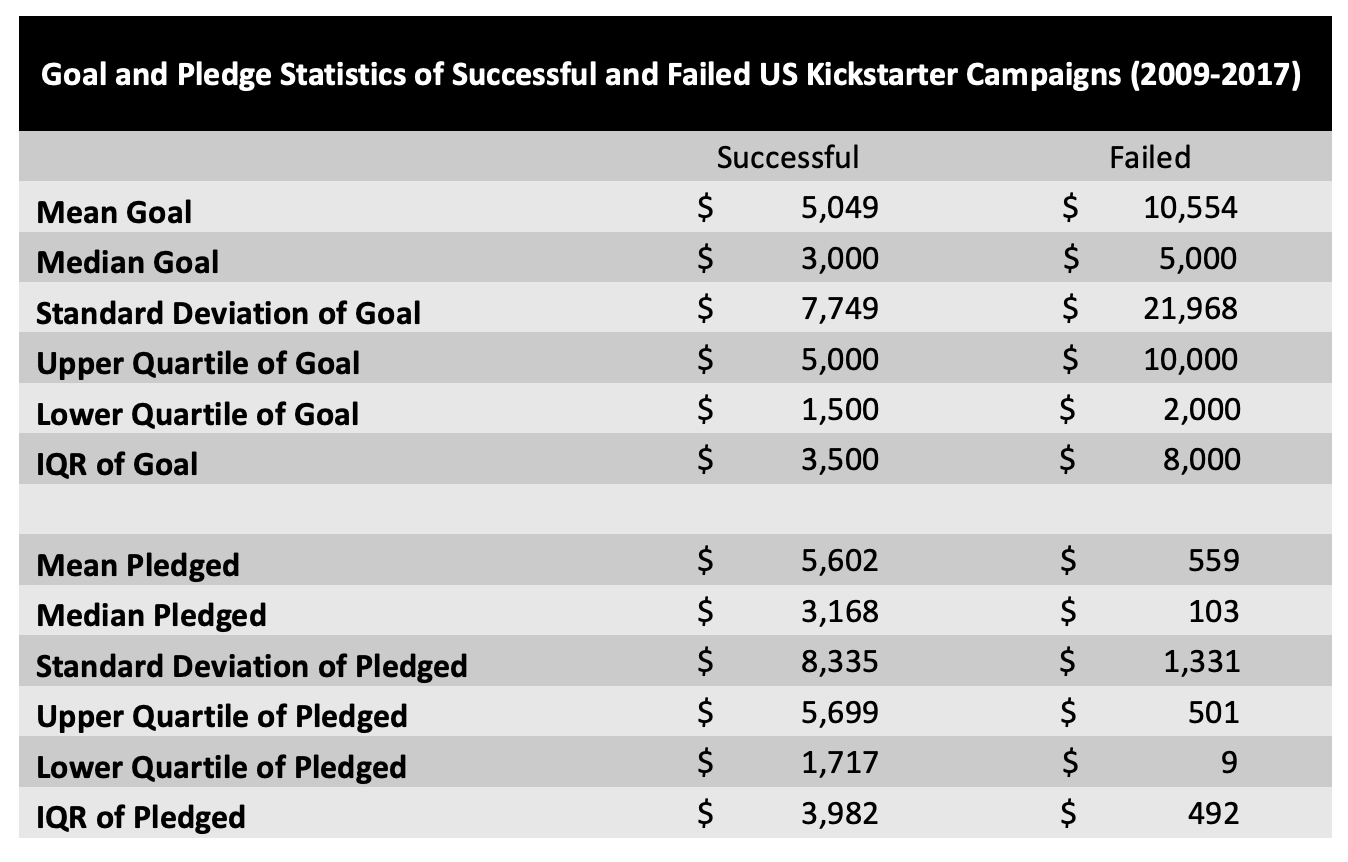 Goal and Pledge Statistics of Successful and Failed US Kickstarter Campaigns (2009-2017)
Successful Failed
Mean Goal $ 5,049 $ 10,554
Median Goal $ 3,000 $ 5,000
Standard Deviation of Goal $ 7,749 $ 21,968
Upper Quartile of Goal $ 5,000 $ 10,000
Lower Quartile of Goal $ 1,500 $ 2,000
IQR of Goal $ 3,500 $ 8,000
Mean Pledged $ 5,602 $ 559
Median Pledged $ 3,168 $ 103
Standard Deviation of Pledged $ 8,335 $ 1,331
Upper Quartile of Pledged $ 5,699 $ 501
Lower Quartile of Pledged $ 1,717 $ 9
IQR of Pledged $ 3,982 $ 492